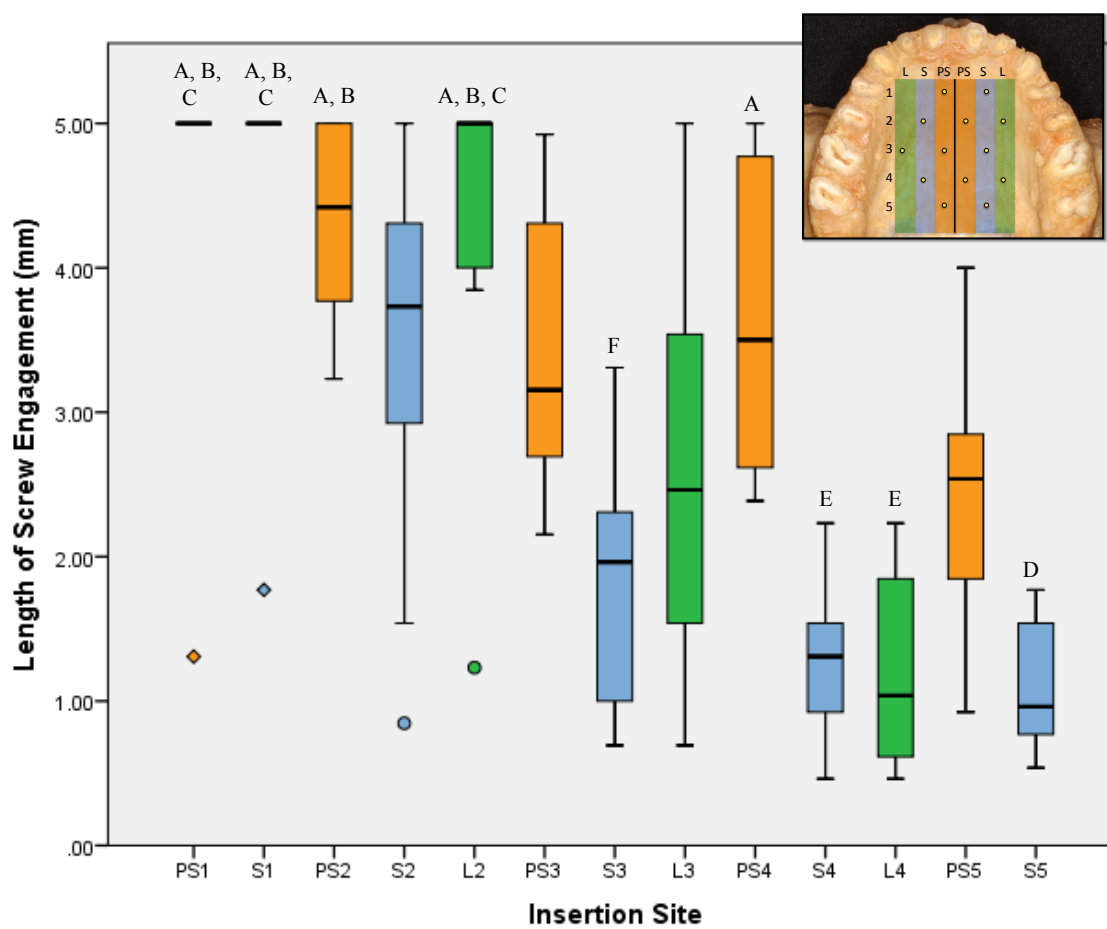 L S PS PS S L
1
2
3
4
5
A, B,
C
A, B,
C
A, B
A, B, C
A
F
E
E
D
Length of Screw Engagement (mm)
5.00
4.00
3.00
2.00
1.00
.00
PS1 S1 PS2 S2 L2 PS3 S3 L3 PS4 S4 L4 PS5 S5
Insertion Site